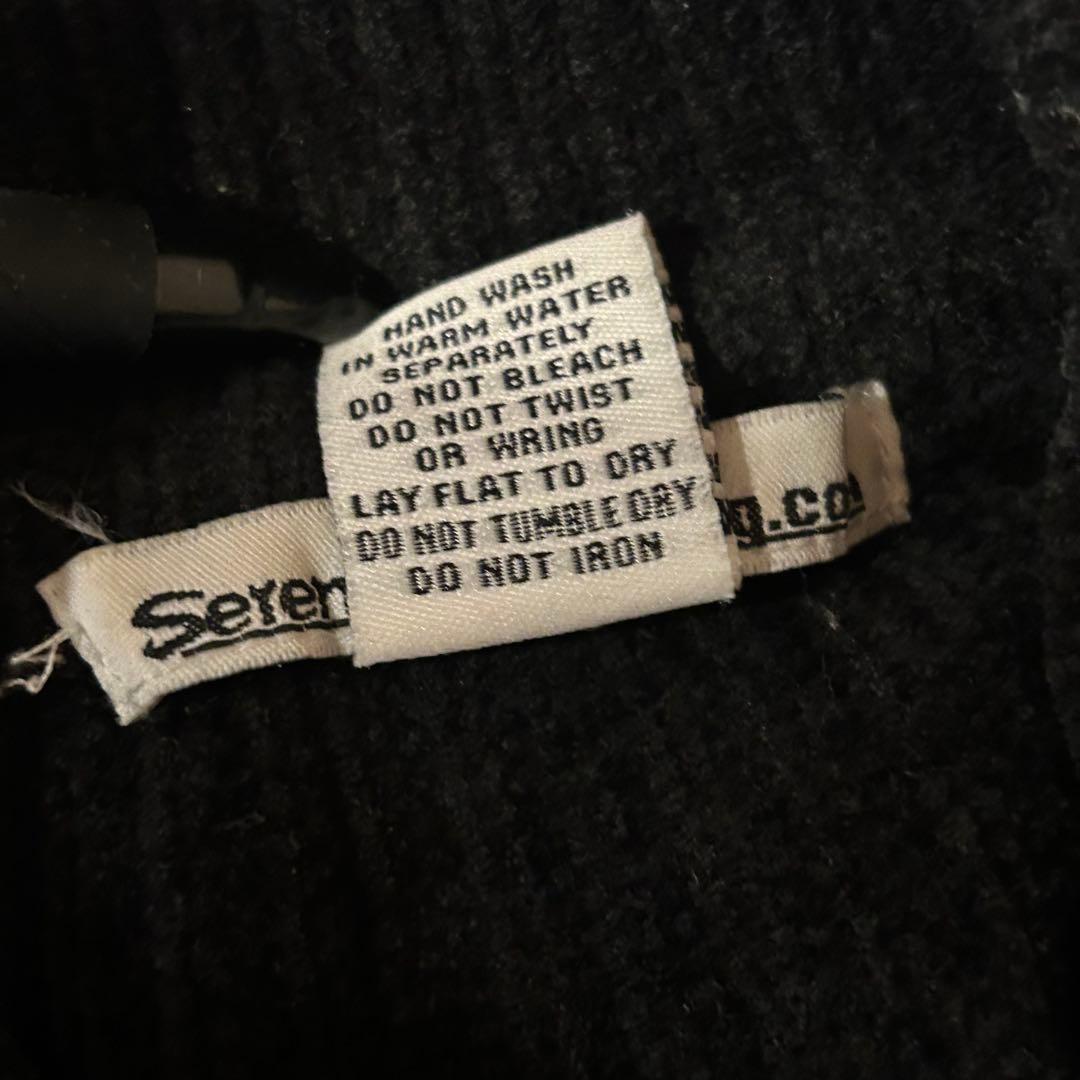 HAND WASH
IN WARM WATER
SEPARATELY
DO NOT BLEACH
DO NOT TWIST
OR WRING
LAY FLAT TO DRY
DO NOT TUMBLE DRY
DO NOT IRON